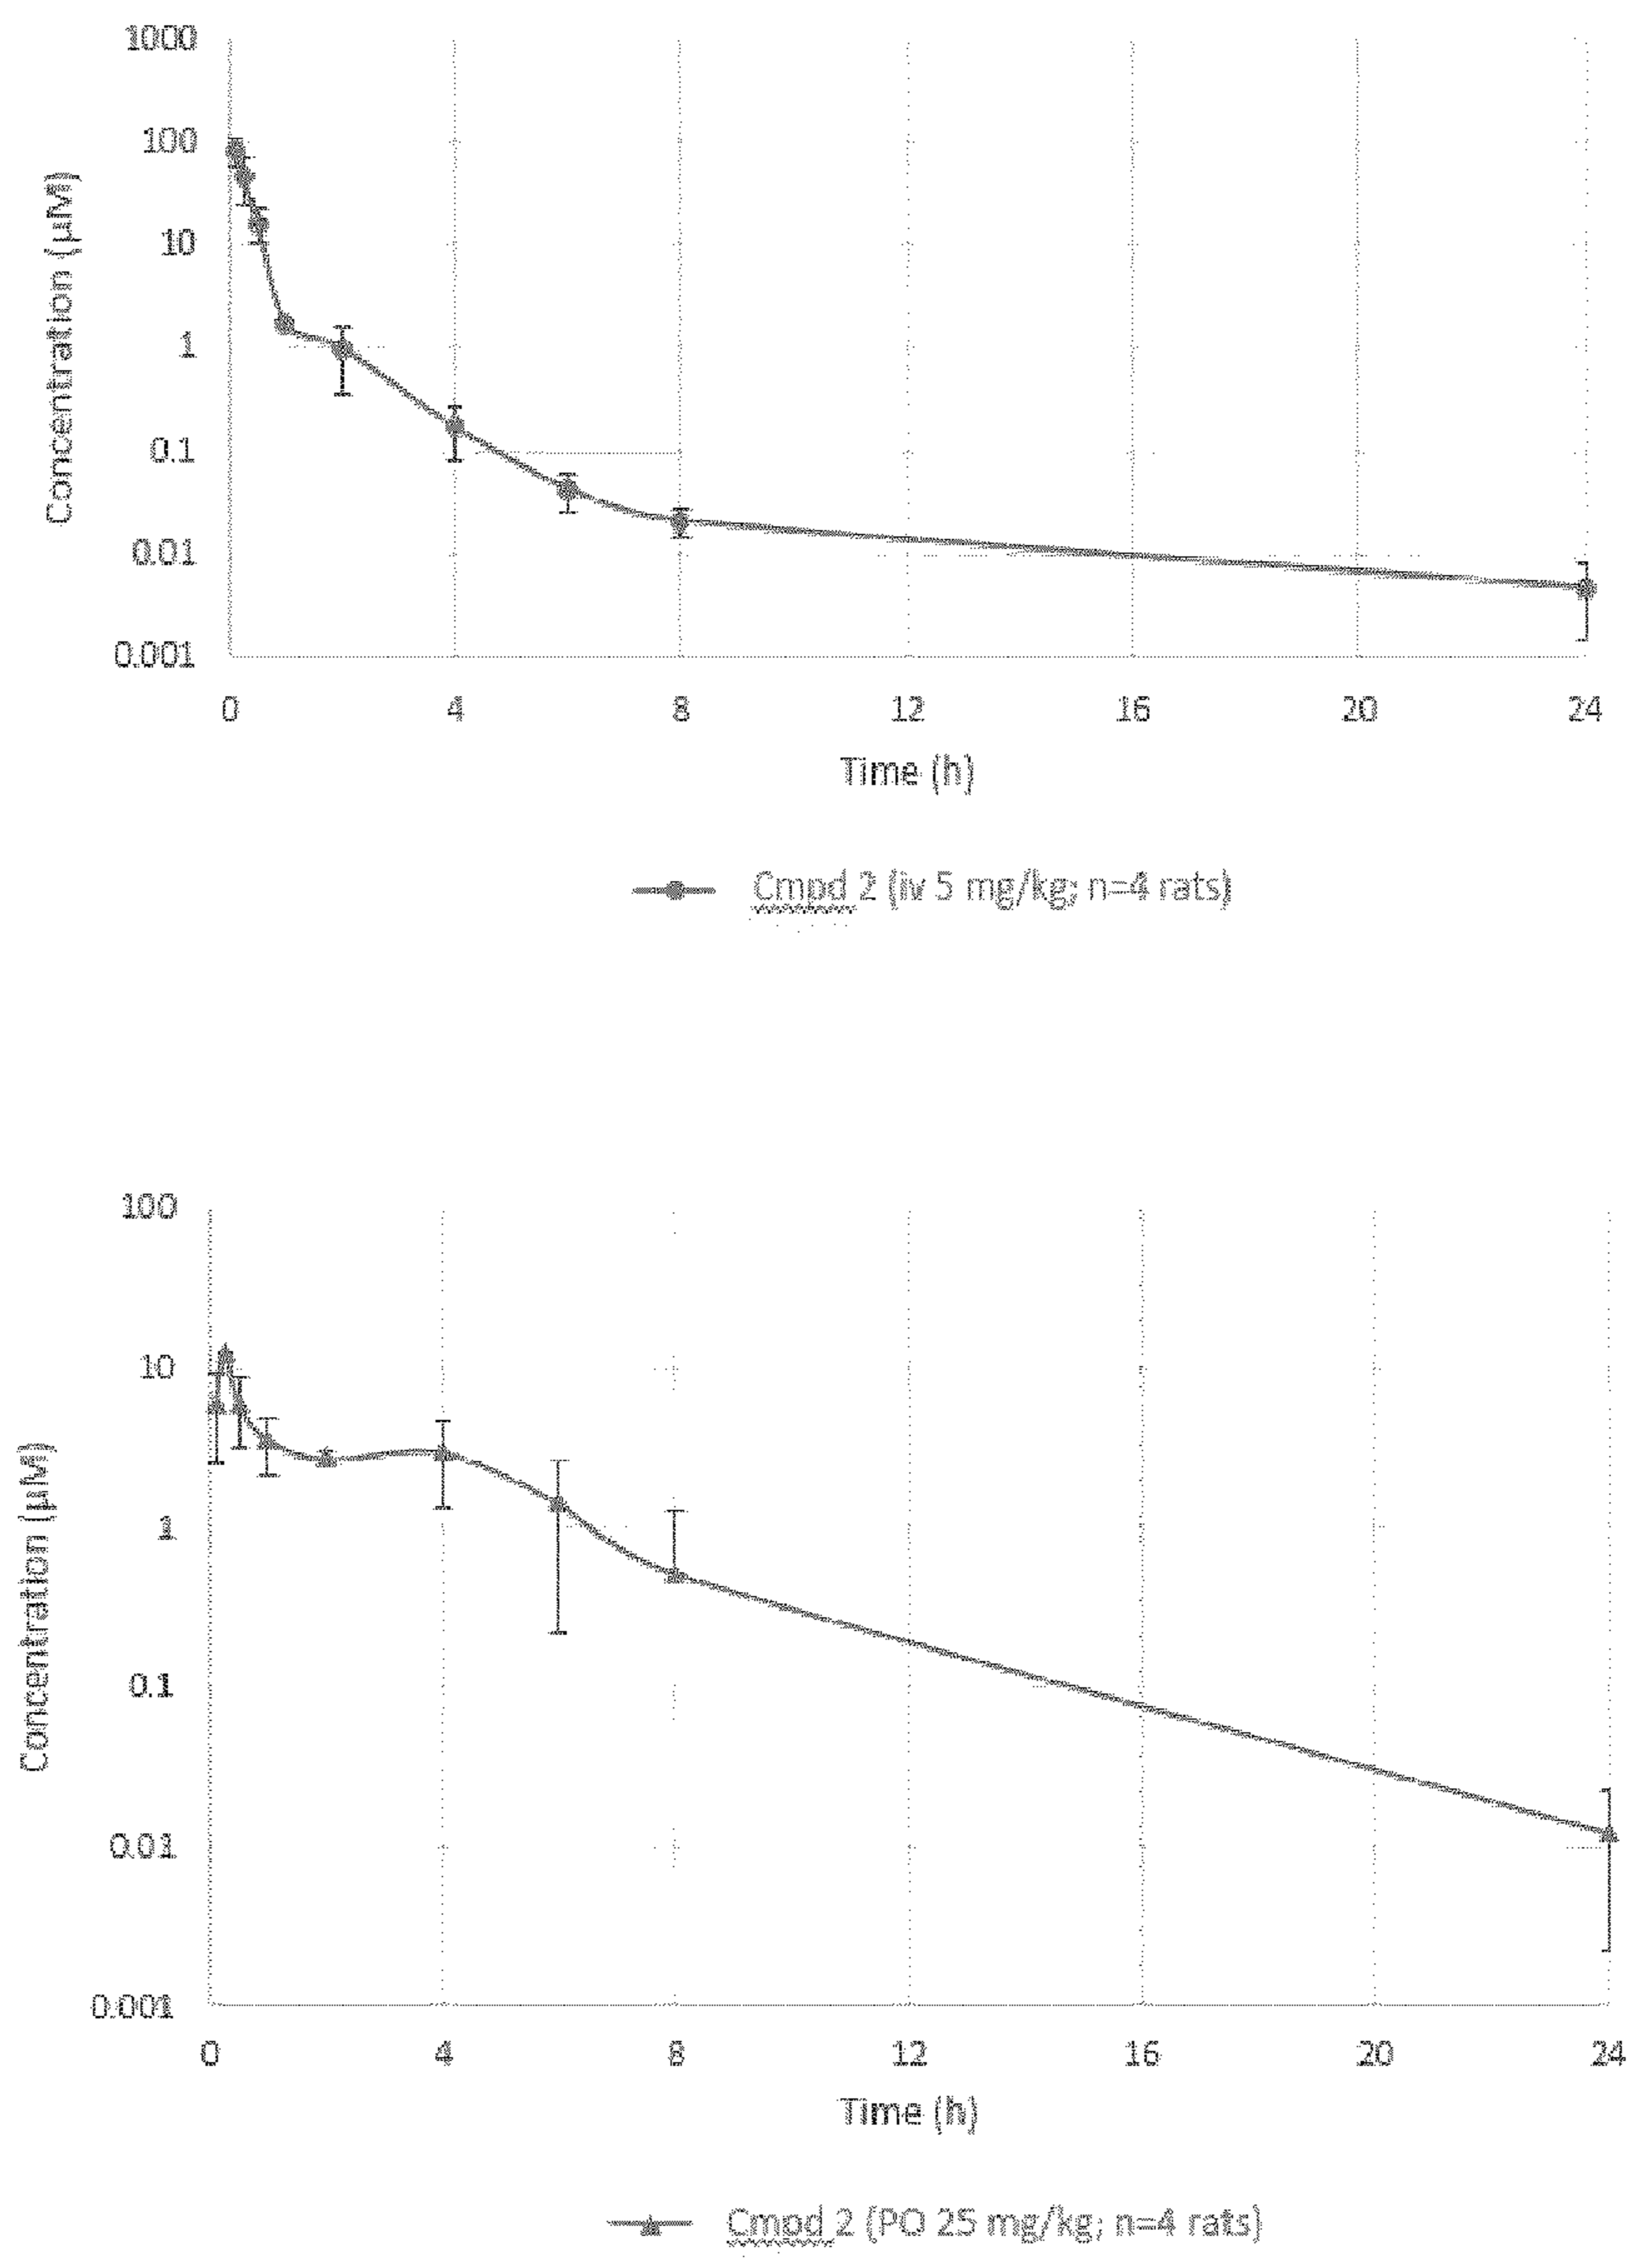 1000
100
10
1
0.1
0.01
0.001
Concentration (µM)
0 4 8 12 16 20 24
Time (h)
Cmpd 2 (iv 5 mg/kg; n=4 rats)
100
10
1
0.1
0.01
0.001
Concentration (µM)
0 4 8 12 16 20 24
Time (h)
Cmpd 2 (PO 25 mg/kg; n=4 rats)